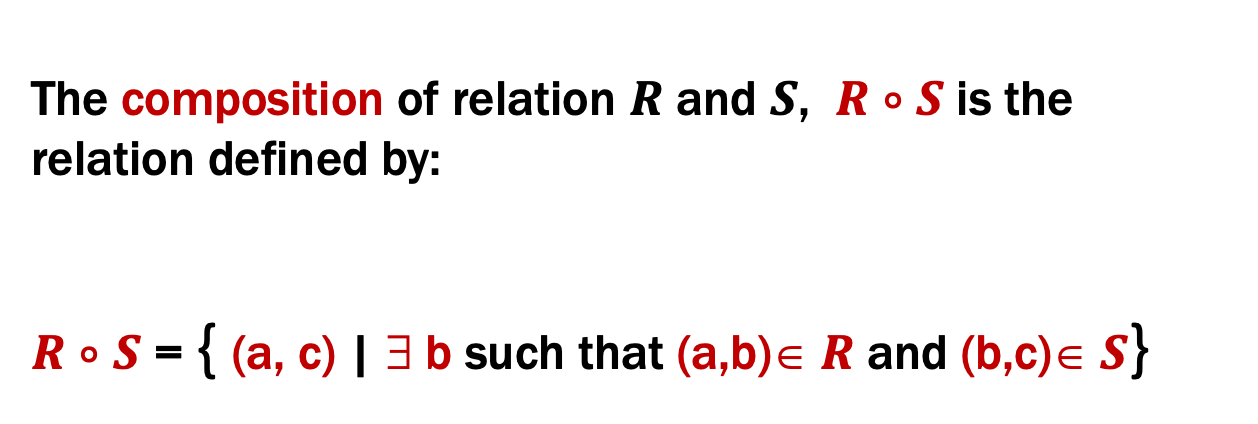 The composition of relation R and S, R ∘ S is the
relation defined by:
R ∘ S = { (a, c) | ∃ b such that (a,b)∈ R and (b,c)∈ S}